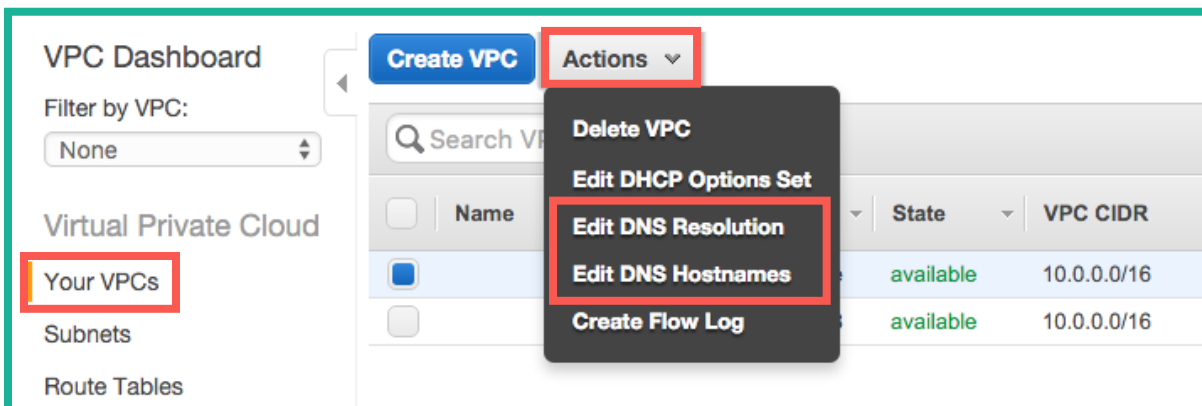 VPC Dashboard
Filter by VPC:
None
Virtual Private Cloud
Your VPCs
Subnets
Route Tables
Create VPC
Actions
Search
Delete VPC
Edit DHCP Options Set
Edit DNS Resolution
Edit DNS Hostnames
Create Flow Log
Name State VPC CIDR
available 10.0.0.0/16
available 10.0.0.0/16